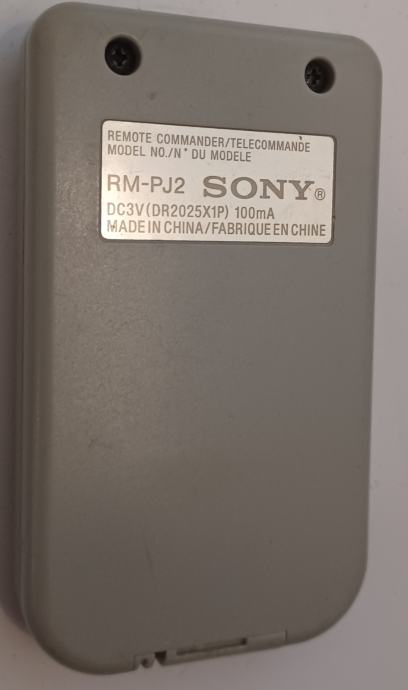 REMOTE COMMANDER/TELECOMMANDE
MODEL NO./N° DU MODELE
RM-PJ2 SONY®
DC3V(DR2025X1P) 100mA
MADE IN CHINA/FABRIQUE EN CHINE